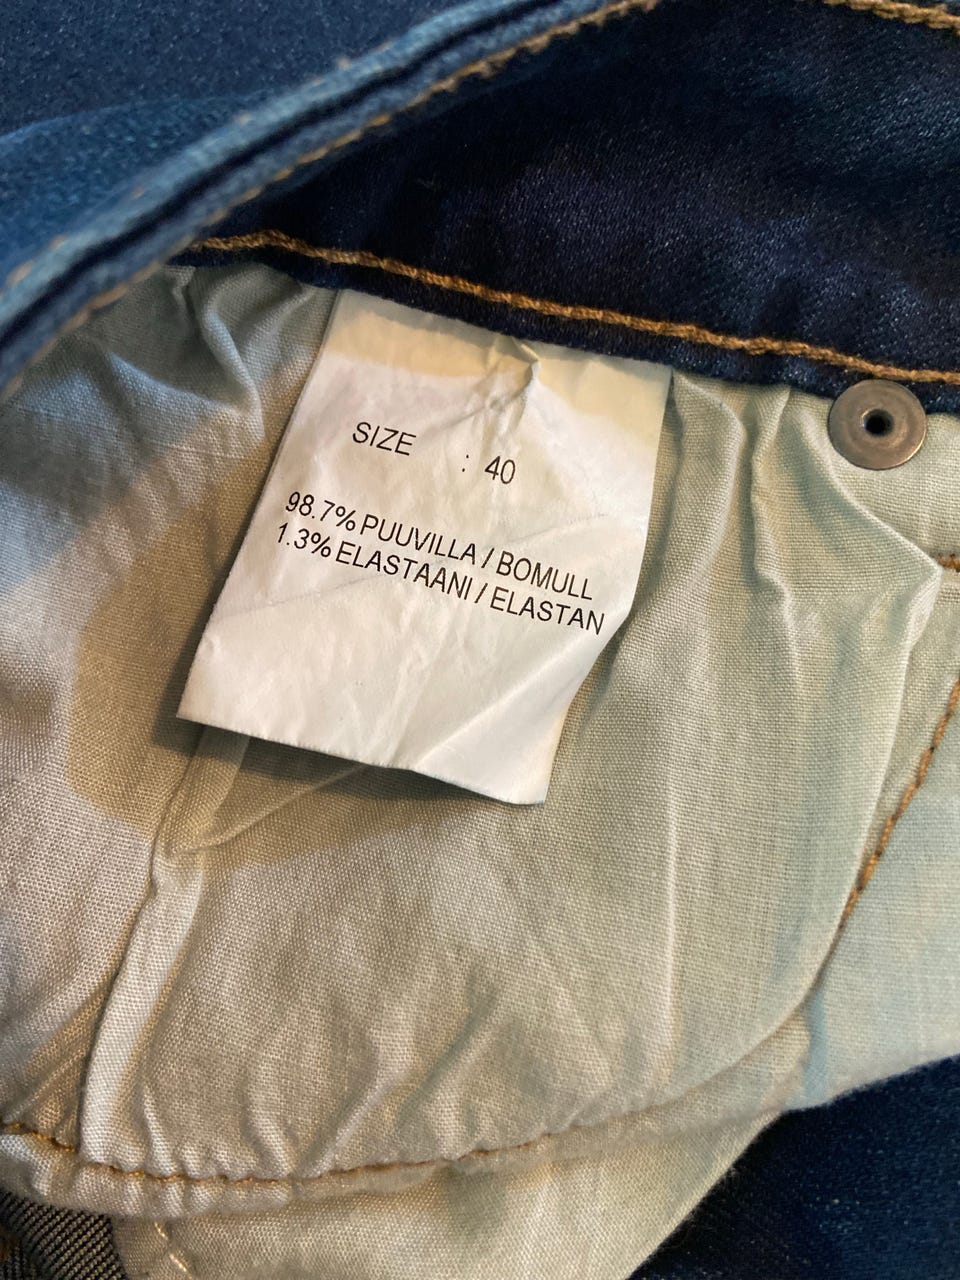 SIZE : 40
98.7% PUUVILLA / BOMULL
1.3% ELASTAANI / ELASTAN